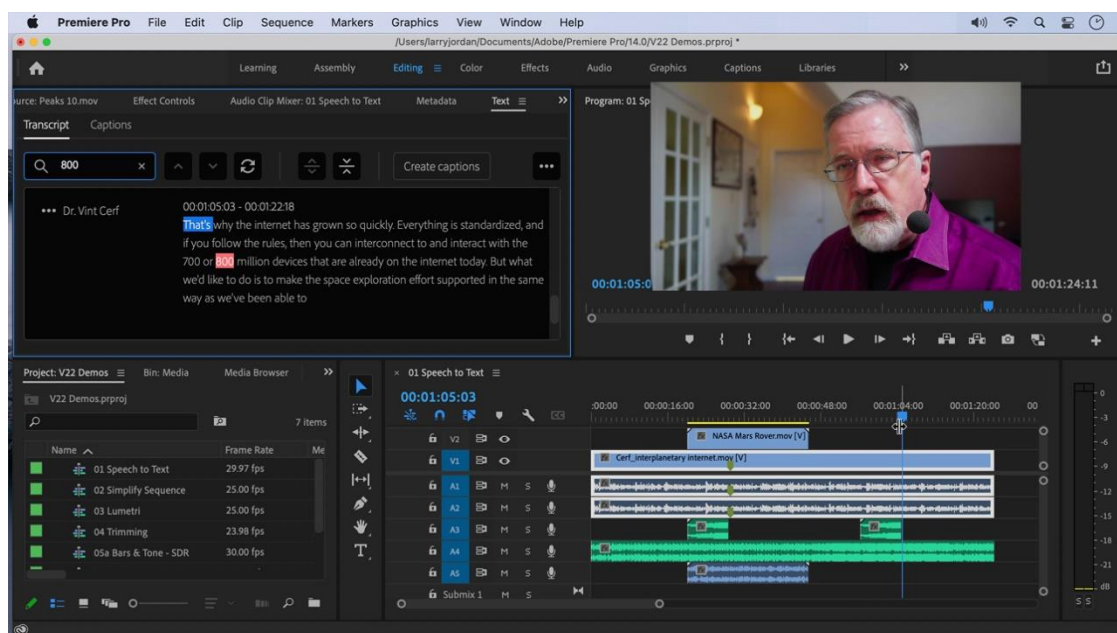 Premiere Pro File Edit Clip Sequence Markers Graphics View Window Help
/Users/larryjordan/Documents/Adobe/Premiere Pro/14.0/V22 Demos.prproj *
Learning Assembly Editing Color Effects Audio Graphics Captions Libraries
urce: Peaks 10.mov Effect Controls Audio Clip Mixer: 01 Speech to Text Metadata Text
Program: 01 Sp
Transcript Captions
800 Create captions
Dr. Vint Cerf
00:01:05:03 - 00:01:22:18
That's why the internet has grown so quickly. Everything is standardized, and
if you follow the rules, then you can interconnect to and interact with the
700 or 800 million devices that are already on the internet today. But what
we'd like to do is to make the space exploration effort supported in the same
way as we've been able to
00:01:05:0 00:01:24:11
Project: V22 Demos Bin: Media Media Browser
V22 Demos.prproj
7 items
Name Frame Rate Me
01 Speech to Text 29.97 fps
02 Simplify Sequence 25.00 fps
03 Lumetri 25.00 fps
04 Trimming 23.98 fps
05a Bars & Tone - SDR 30.00 fps
01 Speech to Text
00:01:05:03
:00:00 00:00:16:00 00:00:32:00 00:00:48:00 00:01:04:00 00:01:20:00 00
V2 NASA Mars Rover.mov [V]
V1 Cerf_interplanetary internet.mov [V]
A1 M S
A2 M S
A3 M S
A4 M S
A5 M S
Submix 1 M S
0
-3
-6
-9
-12
-15
-18
-21
dB
S S